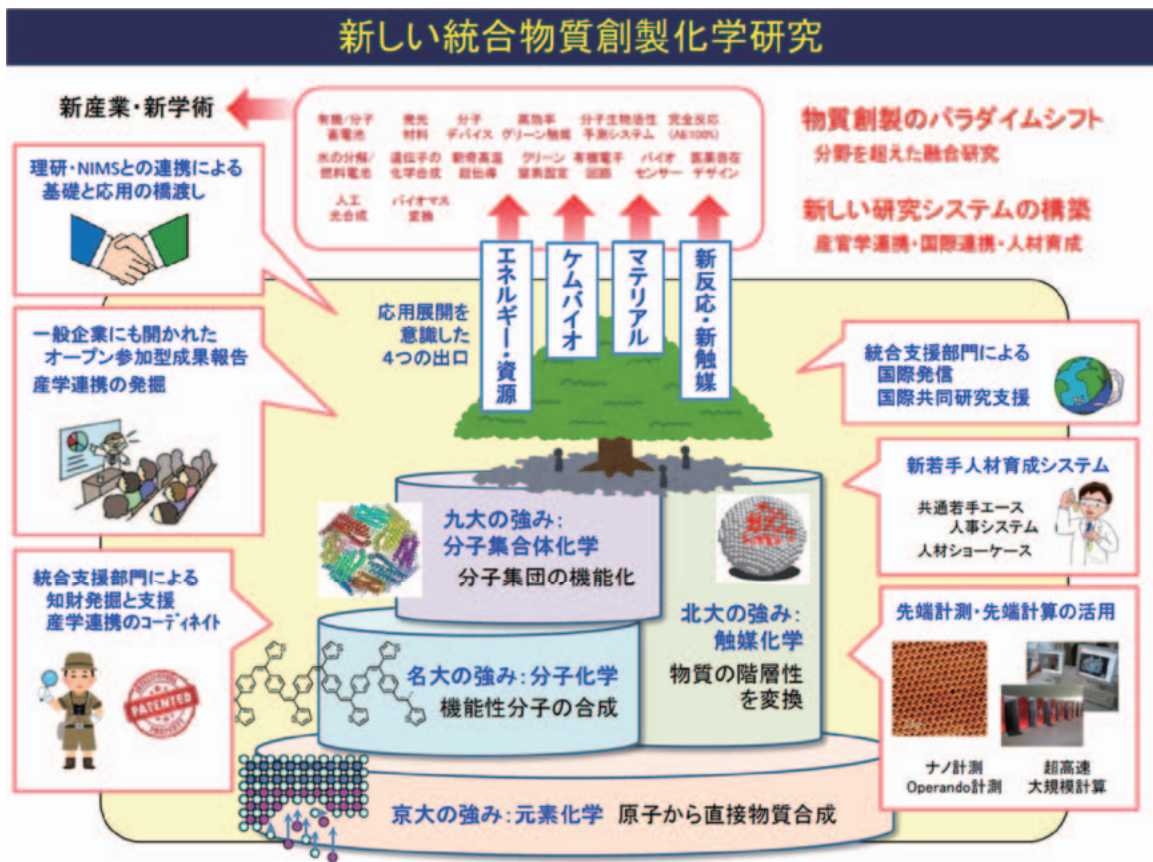 新しい統合物質創製化学研究
新産業・新学術
有機/分子
蓄電池
発光
材料
分子
デバイス
高効率
グリーン触媒
分子生物活性
予測システム
完全反応
(AE100%)
水の分解/
燃料電池
遺伝子の
化学合成
超伝導
クリーン
窒素固定
有機電子
回路
バイオ
センサー
医薬自在
デザイン
人工
光合成
バイオマス
変換
物質創製のパラダイムシフト
分野を超えた融合研究
新しい研究システムの構築
産官学連携・国際連携・人材育成
理研・NIMSとの連携による
基礎と応用の橋渡し
一般企業にも開かれた
オープン参加型成果報告
産学連携の発掘
統合支援部門による
知財発掘と支援
産学連携のコーディネイト
PATENTED
応用展開を
意識した
4つの出口
エネルギー・資源
ケムバイオ
マテリアル
新反応・新触媒
統合支援部門による
国際発信
国際共同研究支援
新若手人材育成システム
共通若手エース
人事システム
人材ショーケース
先端計測・先端計算の活用
ナノ計測
Operando計測
超高速
大規模計算
九大の強み:
分子集合体化学
分子集団の機能化
北大の強み:
触媒化学
物質の階層性
を変換
名大の強み:分子化学
機能性分子の合成
京大の強み:元素化学 原子から直接物質合成